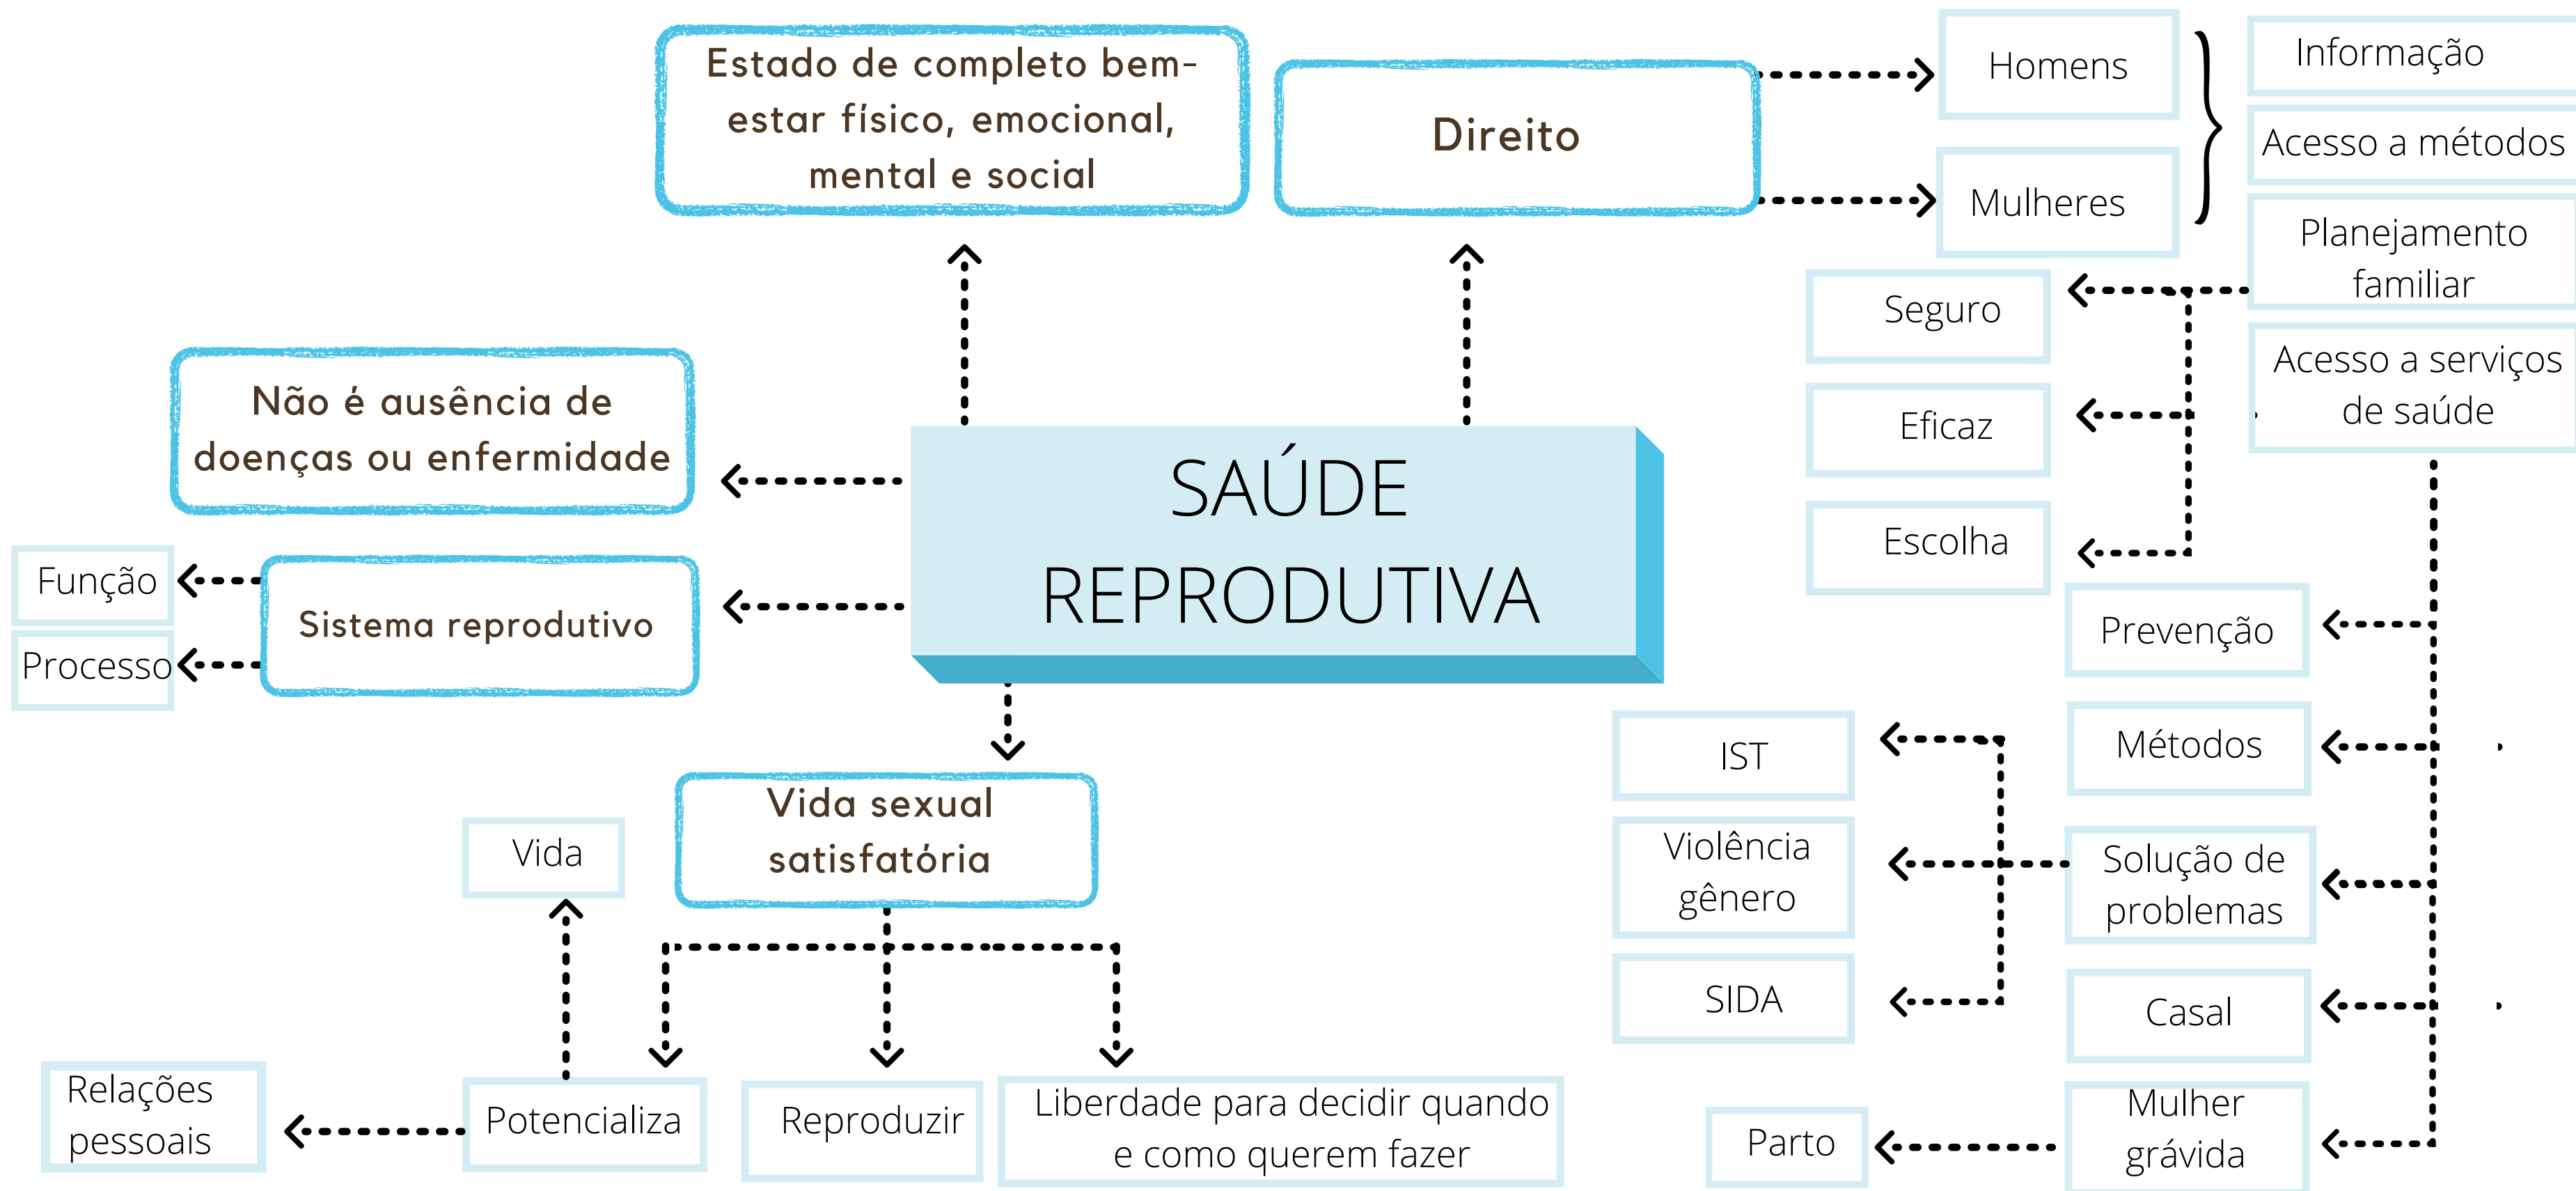 Estado de completo bem-
estar físico, emocional,
mental e social
Direito
Homens
Mulheres
Informação
Acesso a métodos
Planejamento
familiar
Acesso a serviços
de saúde
Seguro
Eficaz
Escolha
Não é ausência de
doenças ou enfermidade
SAÚDE
REPRODUTIVA
Sistema reprodutivo
Função
Processo
Vida sexual
satisfatória
Vida
Potencializa
Relações
pessoais
Reproduzir
Liberdade para decidir quando
e como querem fazer
Prevenção
Métodos
Solução de
problemas
Casal
Mulher
grávida
IST
Violência
gênero
SIDA
Parto